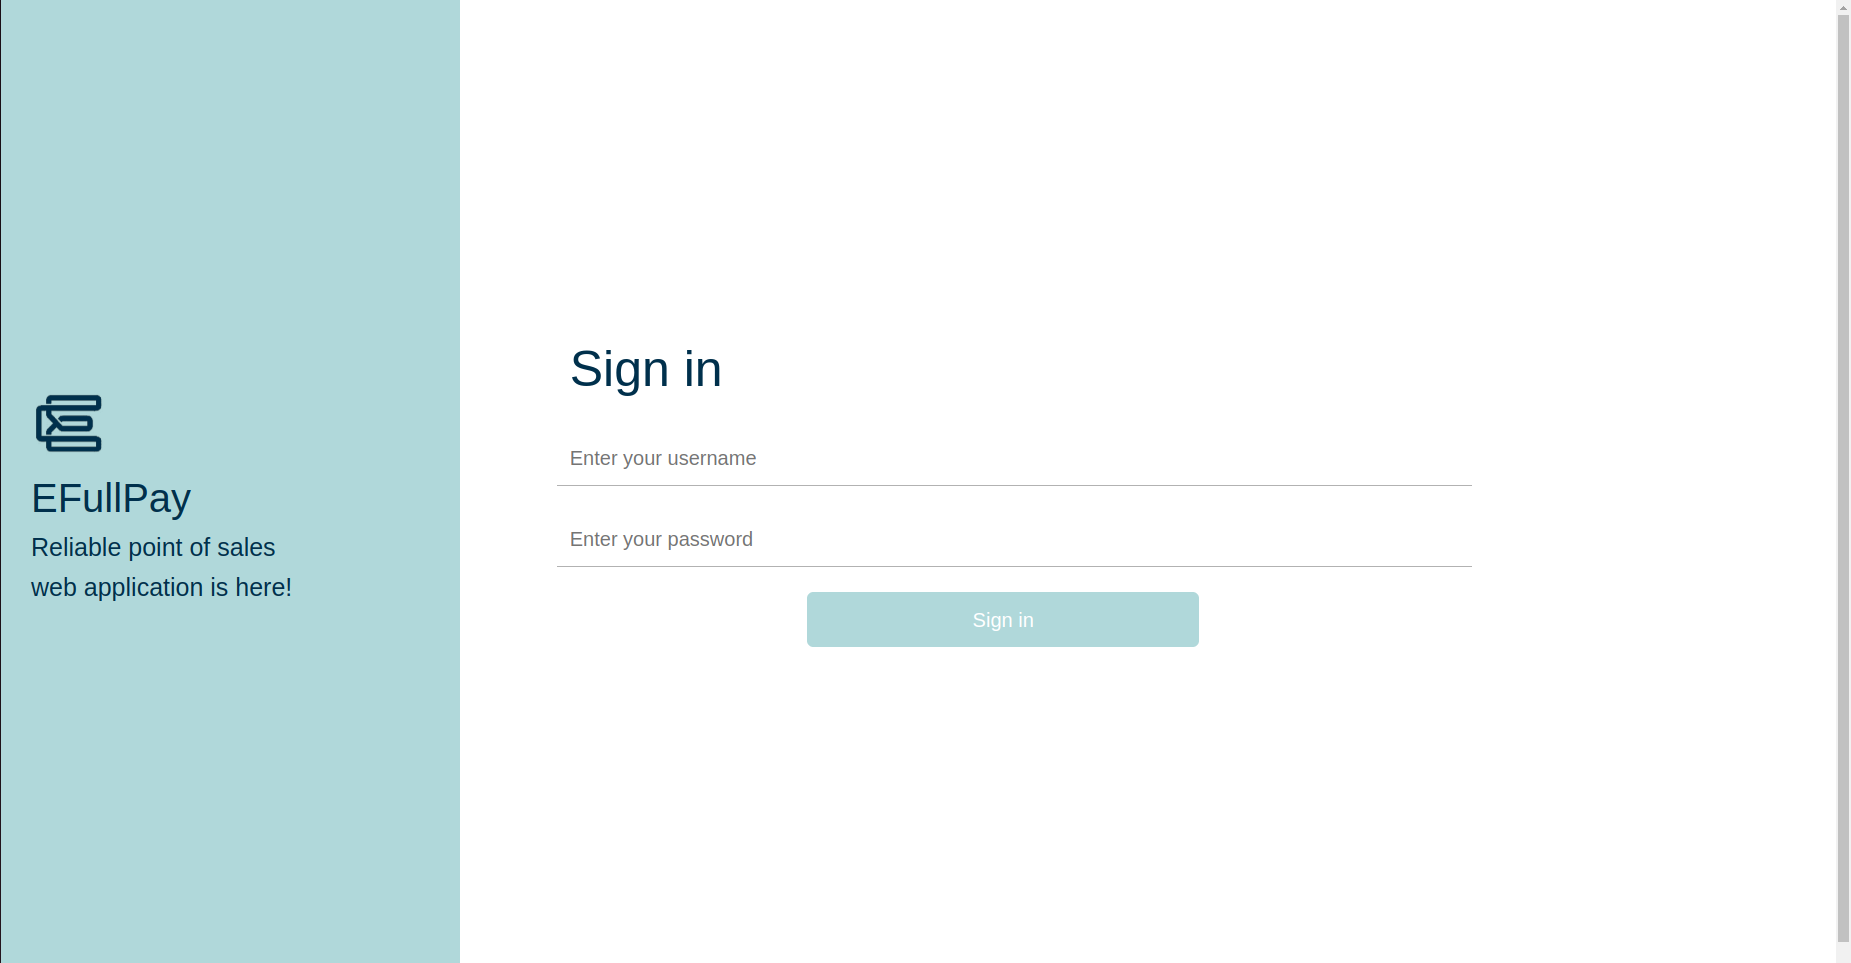 EFullPay
Reliable point of sales
web application is here!
Sign in
Enter your username
Enter your password
Sign in